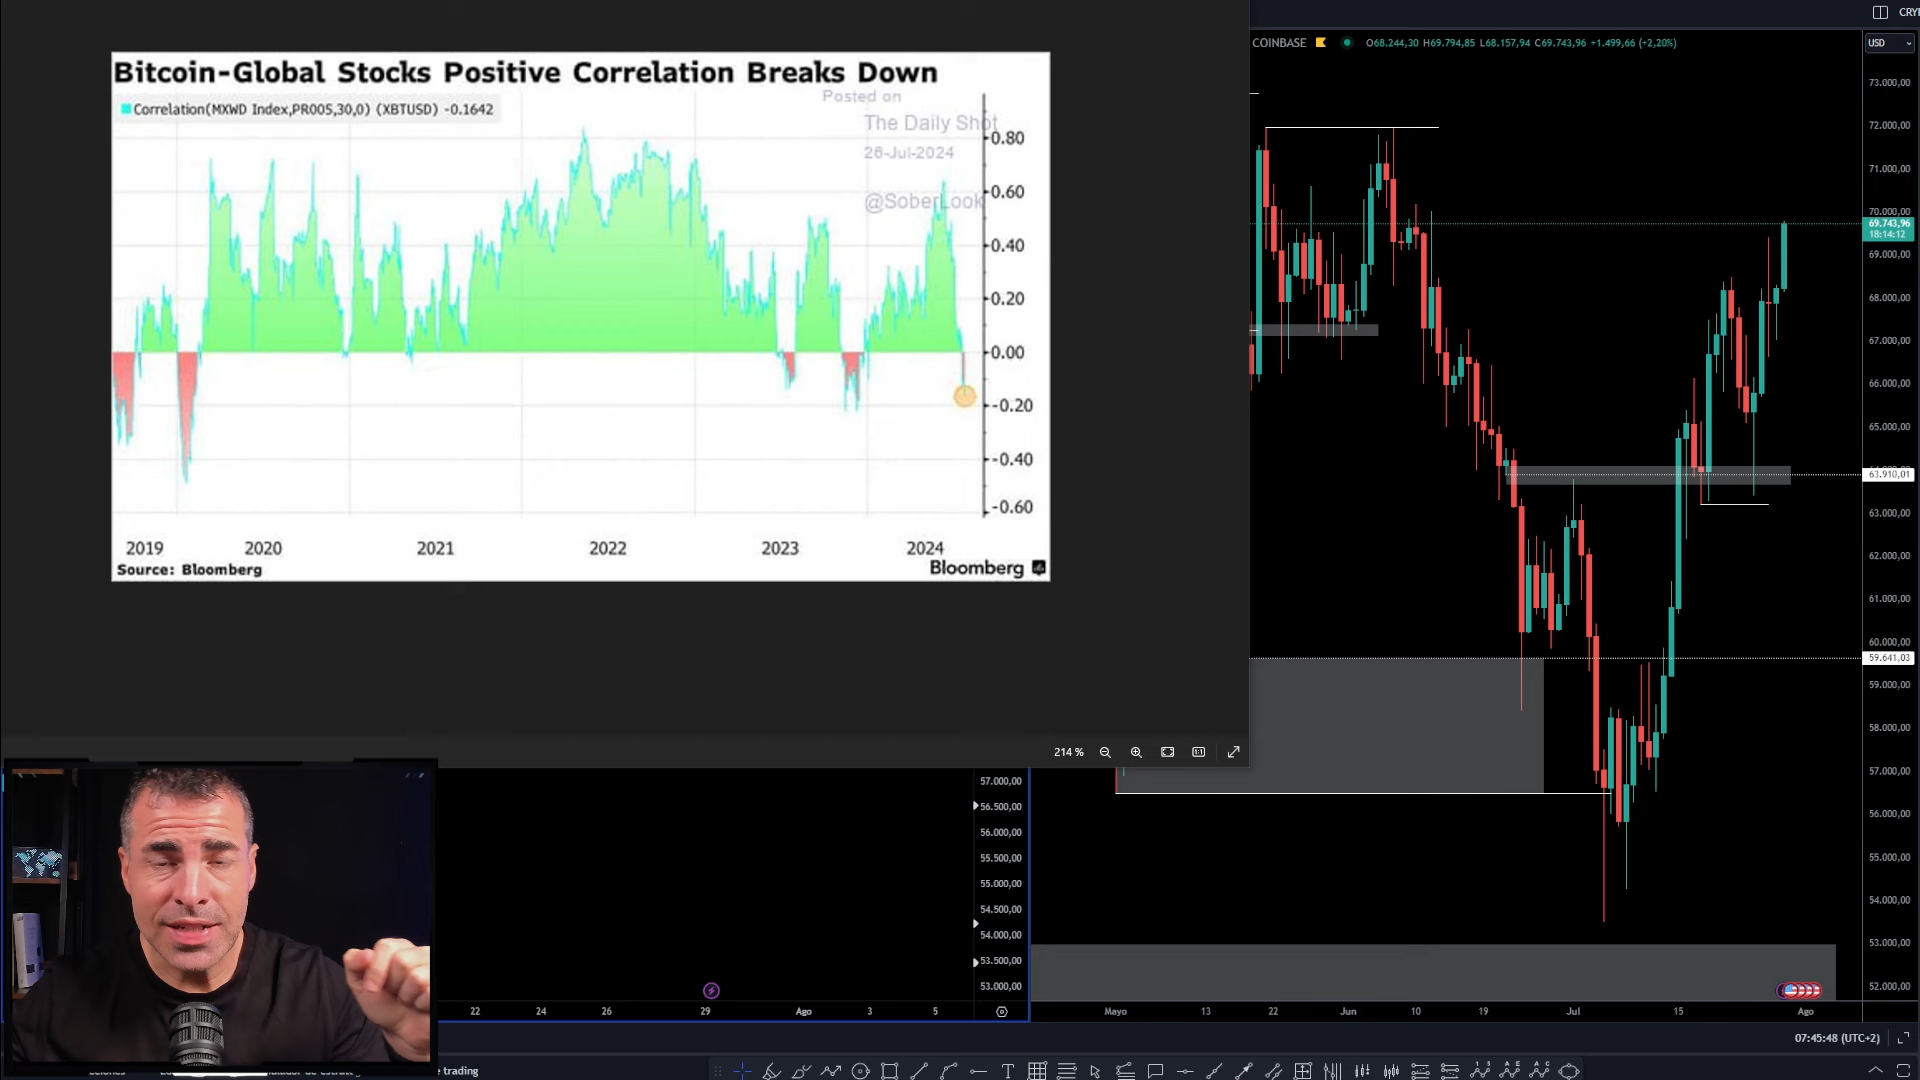 Bitcoin-Global Stocks Positive Correlation Breaks Down
Correlation(MXWD Index,PR005,30,0) (XBTUSD) -0.1642
Posted on
The Daily Shot
26-Jul-2024
@SoberLook
0.80
0.60
0.40
0.20
0.00
-0.20
-0.40
-0.60
2019 2020 2021 2022 2023 2024
Source: Bloomberg
Bloomberg
214 %
COINBASE
O68.244,30 H69.794,85 L68.157,94 C69.743,96 +1.499,66 (+2,20%)
USD
73.000,00
72.000,00
71.000,00
70.000,00
69.743,96
18:14:12
69.000,00
68.000,00
67.000,00
66.000,00
65.000,00
63.910,01
63.000,00
62.000,00
61.000,00
60.000,00
59.641,03
59.000,00
58.000,00
57.000,00
56.000,00
55.000,00
54.000,00
53.000,00
52.000,00
57.000,00
56.500,00
56.000,00
55.500,00
55.000,00
54.500,00
54.000,00
53.500,00
53.000,00
22 24 26 29 Ago 3 5
Mayo 13 22 Jun 10 19 Jul 15 Ago
07:45:48 (UTC+2)
trading